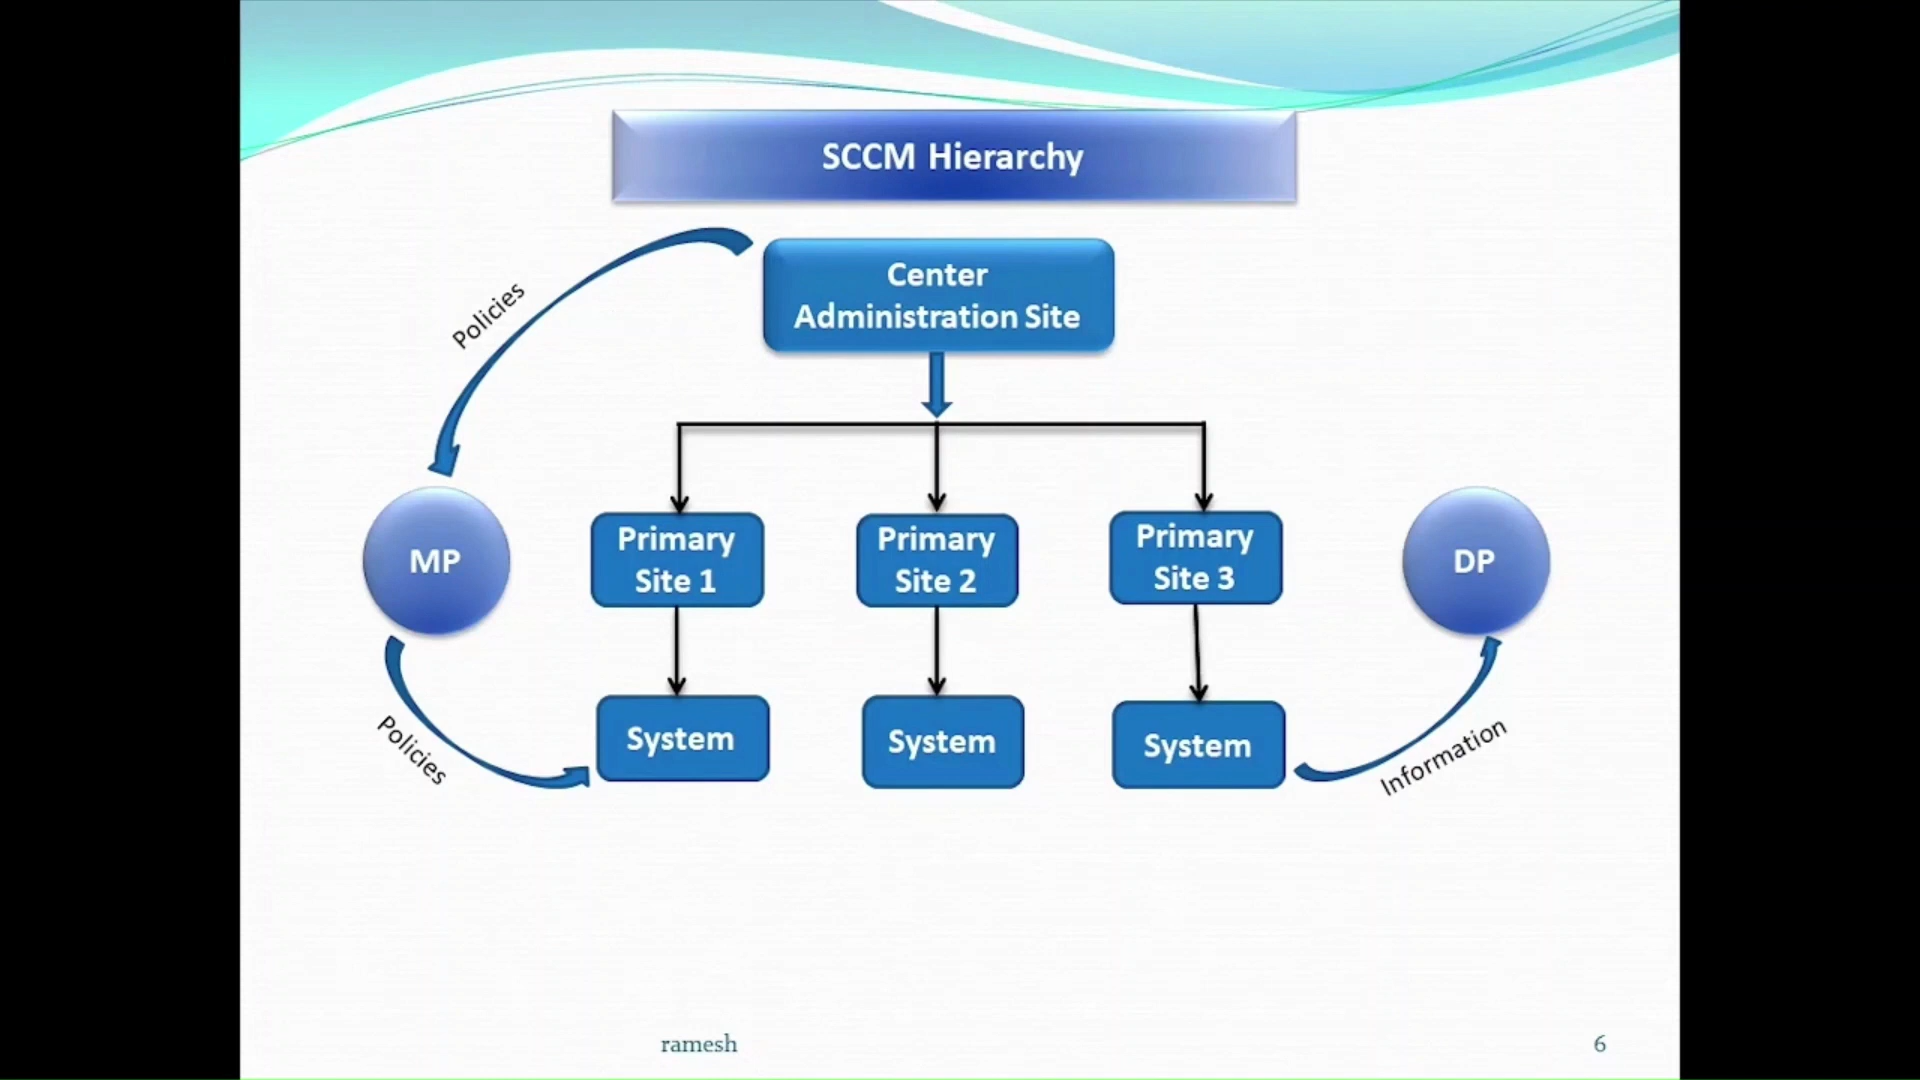 SCCM Hierarchy
Center
Administration Site
Policies
MP
Primary
Site 1
Primary
Site 2
Primary
Site 3
DP
Policies
System
System
System
Information
ramesh
6